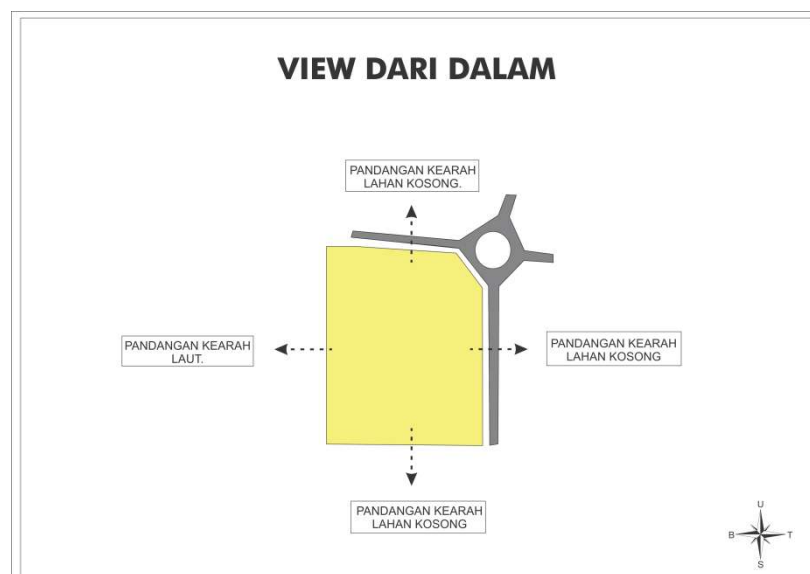 VIEW DARI DALAM
PANDANGAN KEARAH
LAHAN KOSONG.
PANDANGAN KEARAH
LAUT.
PANDANGAN KEARAH
LAHAN KOSONG
PANDANGAN KEARAH
LAHAN KOSONG
U
B
T
S